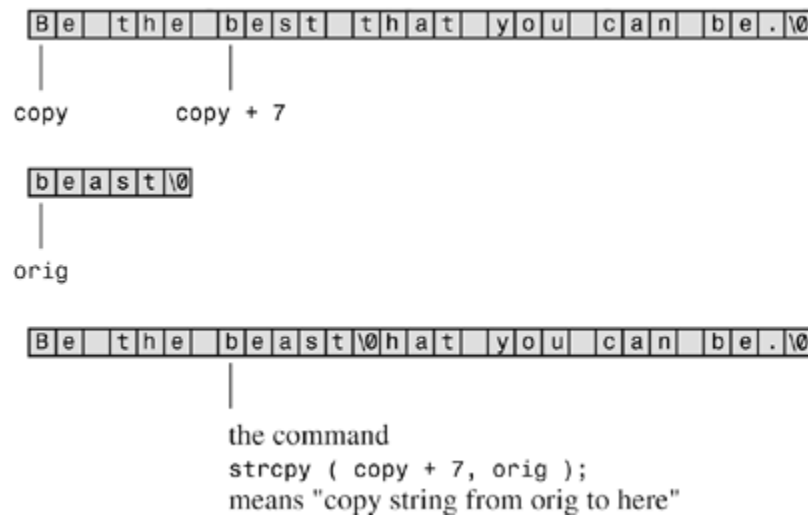 Be the best that you can be.\0
copy copy + 7
beast\0
orig
Be the beast\0hat you can be.\0
the command
strcpy ( copy + 7, orig );
means "copy string from orig to here"